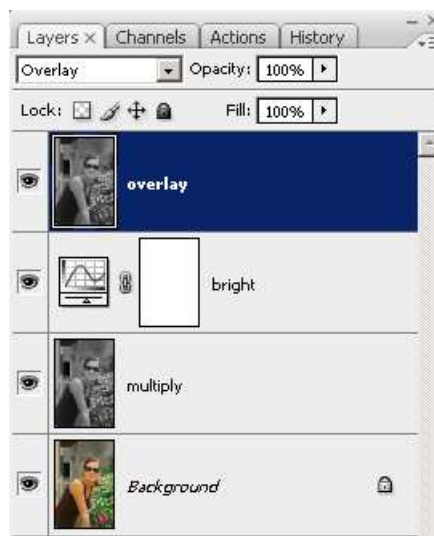 Layers × Channels Actions History
Overlay Opacity: 100%
Lock: Fill: 100%
overlay
bright
multiply
Background